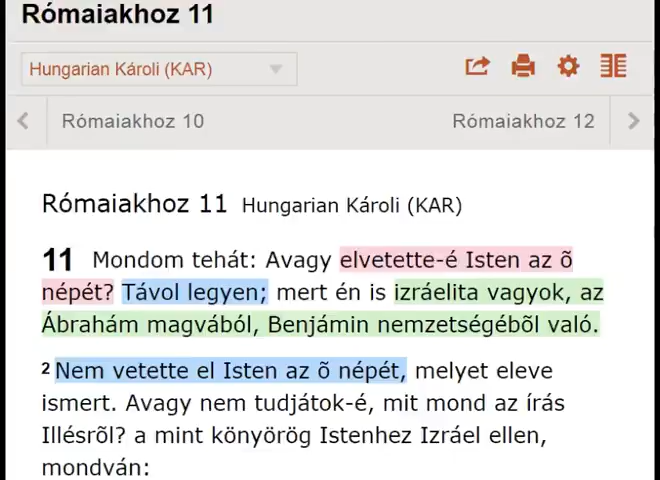 Rómaiakhoz 11
Hungarian Károli (KAR)
Rómaiakhoz 10
Rómaiakhoz 12
Rómaiakhoz 11 Hungarian Károli (KAR)
11 Mondom tehát: Avagy elvetette-é Isten az õ
népét? Távol legyen; mert én is izráelita vagyok, az
Ábrahám magvából, Benjámin nemzetségébõl való.
2 Nem vetette el Isten az õ népét, melyet eleve
ismert. Avagy nem tudjátok-é, mit mond az írás
Illésrõl? a mint könyörög Istenhez Izráel ellen,
mondván: